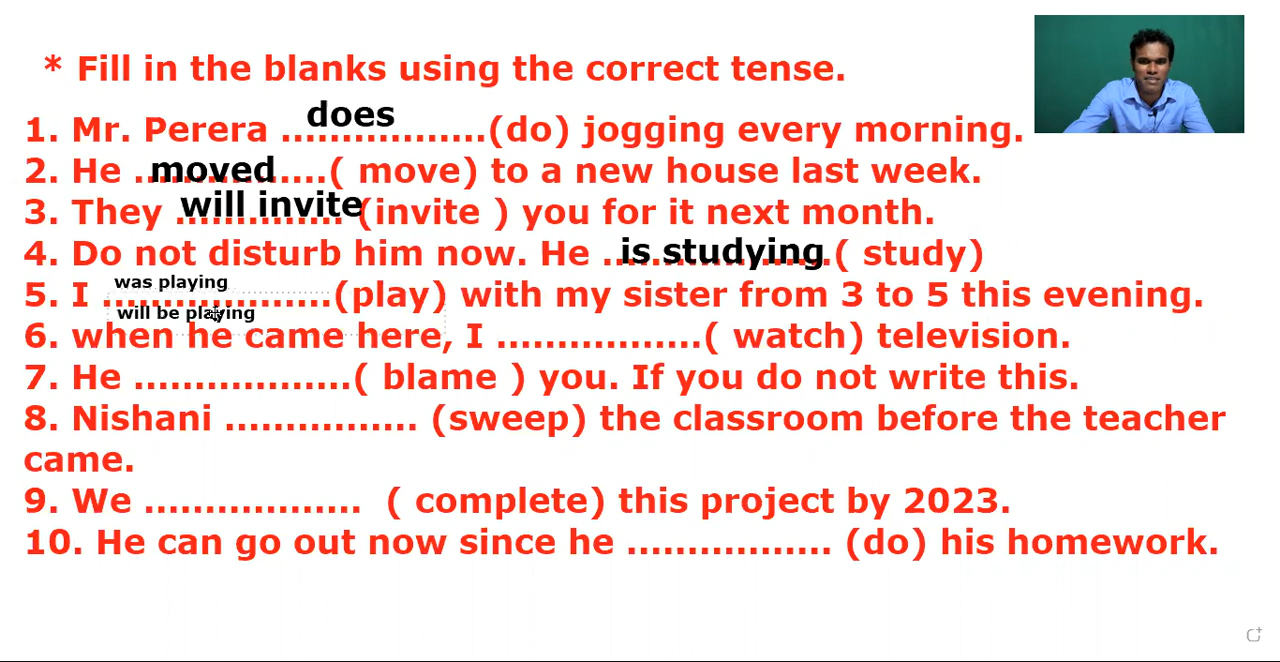 * Fill in the blanks using the correct tense.
does
1. Mr. Perera .................(do) jogging every morning.
2. He moved ( move) to a new house last week.
3. They will invite (invite ) you for it next month.
4. Do not disturb him now. He is studying ( study)
was playing
5. I ...................(play) with my sister from 3 to 5 this evening.
will be playing
6. when he came here, I .................( watch) television.
7. He ..................( blame ) you. If you do not write this.
8. Nishani ................ (sweep) the classroom before the teacher
came.
9. We .................. ( complete) this project by 2023.
10. He can go out now since he ................. (do) his homework.